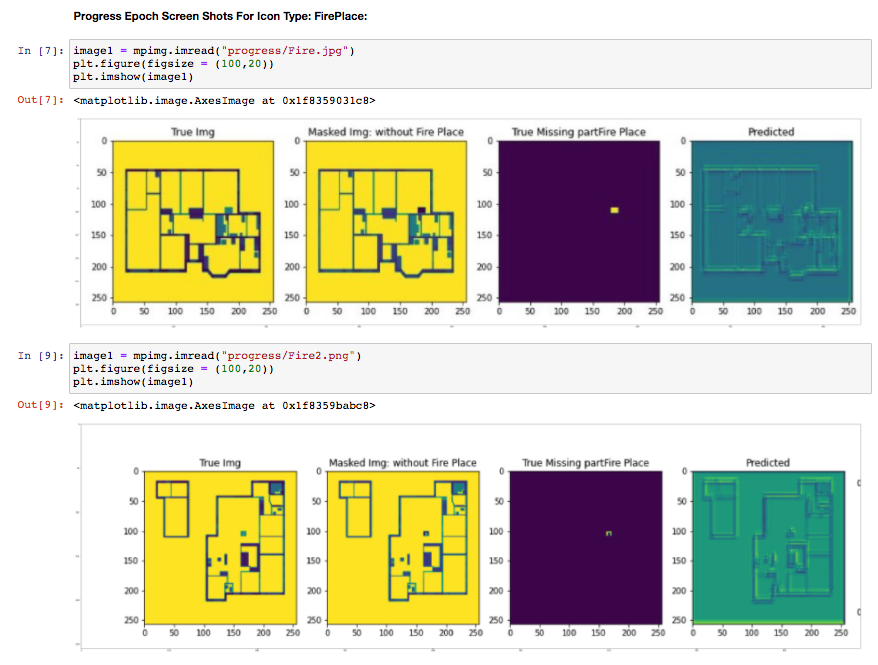 Progress Epoch Screen Shots For Icon Type: FirePlace:
In [7]: image1 = mpimg.imread("progress/Fire.jpg")
plt.figure(figsize = (100,20))
plt.imshow(image1)
Out[7]: <matplotlib.image.AxesImage at 0x1f8359031c8>
True Img Masked Img: without Fire Place True Missing partFire Place Predicted
0 0 0 0
50 50 50 50
100 100 100 100
150 150 150 150
200 200 200 200
250 250 250 250
0 50 100 150 200 250 0 50 100 150 200 250 0 50 100 150 200 250 0 50 100 150 200 250
In [9]: image1 = mpimg.imread("progress/Fire2.png")
plt.figure(figsize = (100,20))
plt.imshow(image1)
Out[9]: <matplotlib.image.AxesImage at 0x1f8359babc8>
True Img Masked Img: without Fire Place True Missing partFire Place Predicted
0 0 0 0
50 50 50 50
100 100 100 100
150 150 150 150
200 200 200 200
250 250 250 250
0 50 100 150 200 250 0 50 100 150 200 250 0 50 100 150 200 250 0 50 100 150 200 250